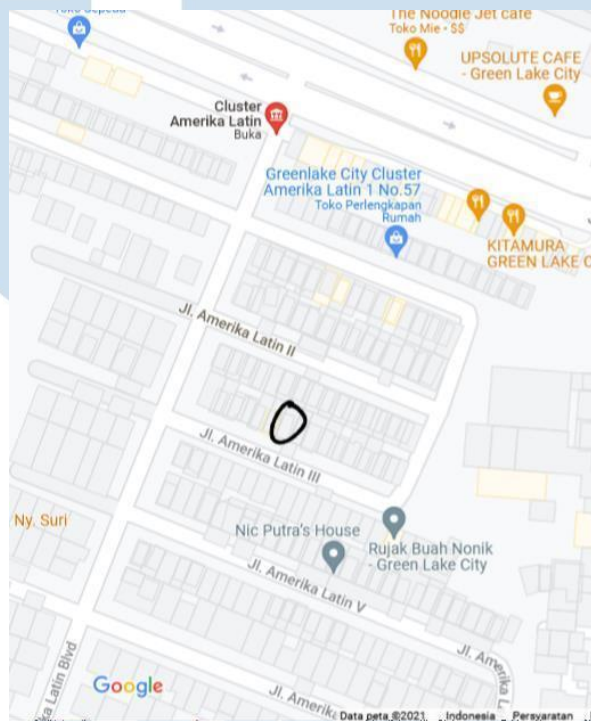 The Noodle Jet cafe
Toko Mie · $$
UPSOLUTE CAFE
- Green Lake City
Cluster
Amerika Latin
Buka
Greenlake City Cluster
Amerika Latin 1 No.57
Toko Perlengkapan
Rumah
KITAMURA
GREEN LAKE C
Jl. Amerika Latin II
Jl. Amerika Latin III
Ny. Suri
Nic Putra's House
Rujak Buah Nonik
- Green Lake City
Jl. Amerika Latin V
Jl. Amerika L
ka Latin Blvd
Google
Jl. Amerik
Data peta ©2021
Indonesia
Persyaratan